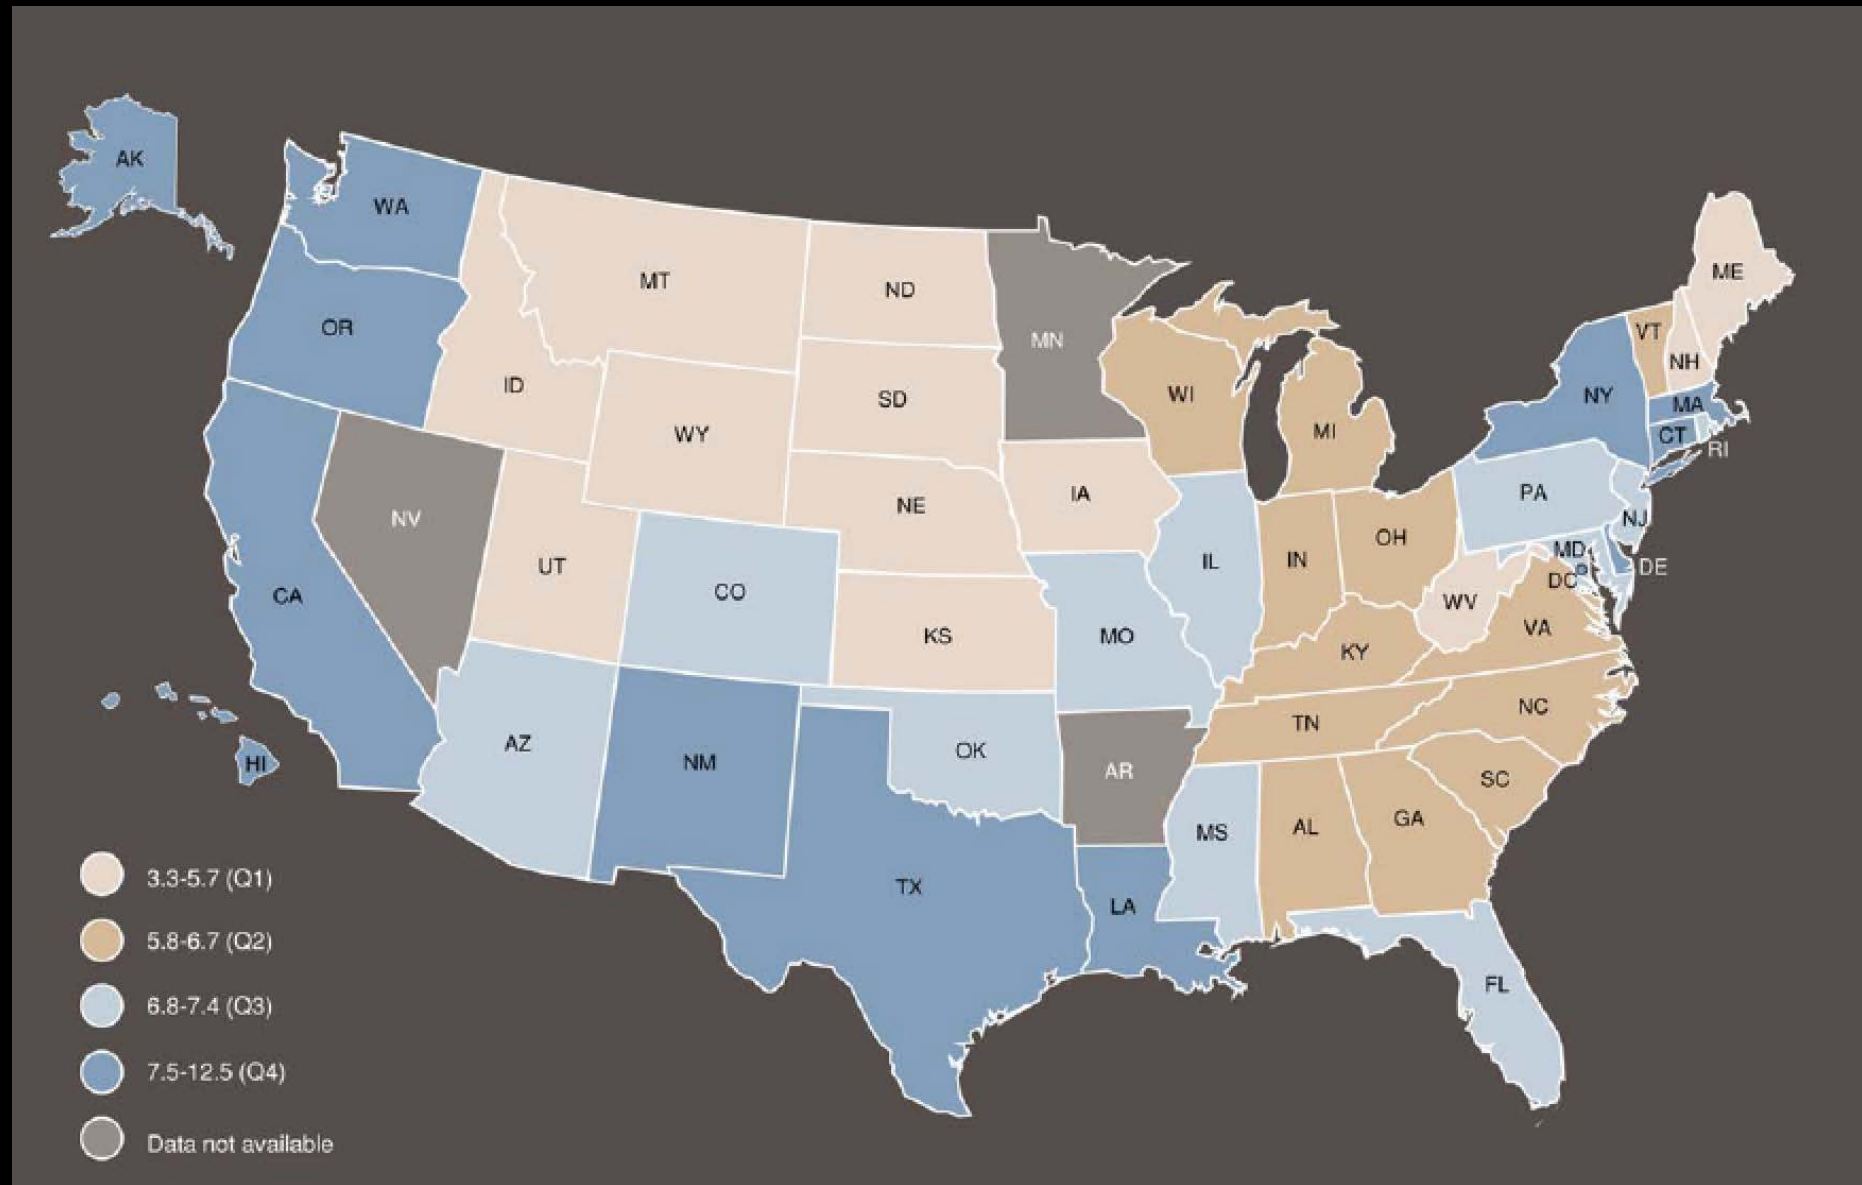 AK
WA
OR
CA
NV
ID
MT
WY
UT
CO
AZ
NM
ND
SD
NE
KS
OK
TX
MN
IA
MO
AR
LA
WI
IL
MS
MI
IN
OH
KY
TN
AL
GA
FL
SC
NC
VA
WV
PA
NY
VT
NH
ME
MA
CT
RI
NJ
MD
DE
DC
HI
3.3-5.7 (Q1)
5.8-6.7 (Q2)
6.8-7.4 (Q3)
7.5-12.5 (Q4)
Data not available